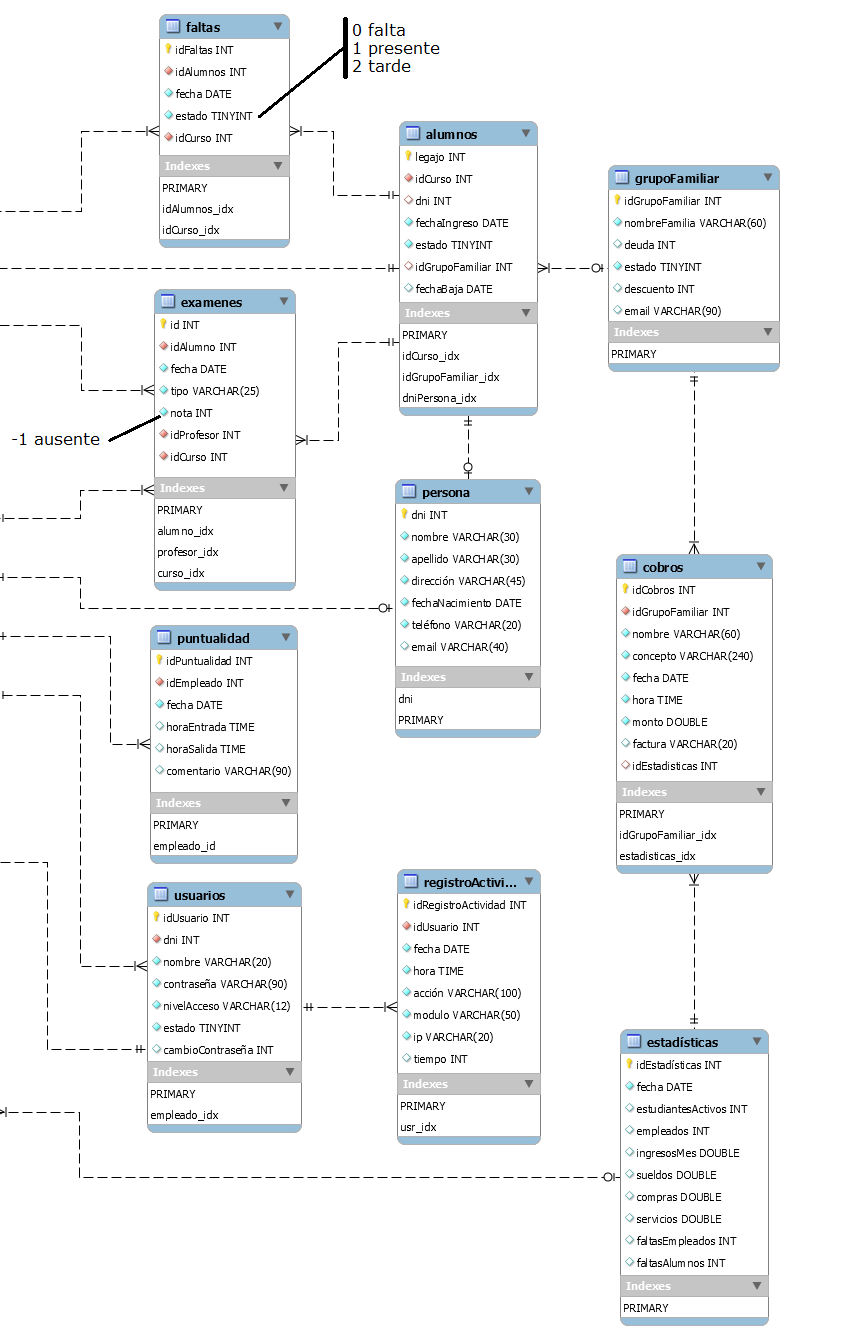 faltas
idFaltas INT
idAlumnos INT
fecha DATE
estado TINYINT
idCurso INT
Indexes
PRIMARY
idAlumnos_idx
idCurso_idx
0 falta
1 presente
2 tarde
alumnos
legajo INT
idCurso INT
dni INT
fechaIngreso DATE
estado TINYINT
idGrupoFamiliar INT
fechaBaja DATE
Indexes
PRIMARY
idCurso_idx
idGrupoFamiliar_idx
dniPersona_idx
grupoFamiliar
idGrupoFamiliar INT
nombreFamilia VARCHAR(60)
deuda INT
estado TINYINT
descuento INT
email VARCHAR(90)
Indexes
PRIMARY
examenes
id INT
idAlumno INT
fecha DATE
tipo VARCHAR(25)
nota INT
idProfesor INT
idCurso INT
Indexes
PRIMARY
alumno_idx
profesor_idx
curso_idx
-1 ausente
persona
dni INT
nombre VARCHAR(30)
apellido VARCHAR(30)
dirección VARCHAR(45)
fechaNacimiento DATE
teléfono VARCHAR(20)
email VARCHAR(40)
Indexes
dni
PRIMARY
cobros
idCobros INT
idGrupoFamiliar INT
nombre VARCHAR(60)
concepto VARCHAR(240)
fecha DATE
hora TIME
monto DOUBLE
factura VARCHAR(20)
idEstadisticas INT
Indexes
PRIMARY
idGrupoFamiliar_idx
estadisticas_idx
puntualidad
idPuntualidad INT
idEmpleado INT
fecha DATE
horaEntrada TIME
horaSalida TIME
comentario VARCHAR(90)
Indexes
PRIMARY
empleado_id
usuarios
idUsuario INT
dni INT
nombre VARCHAR(20)
contraseña VARCHAR(90)
nivelAcceso VARCHAR(12)
estado TINYINT
cambioContraseña INT
Indexes
PRIMARY
empleado_idx
registroActivi...
idRegistroActividad INT
idUsuario INT
fecha DATE
hora TIME
acción VARCHAR(100)
modulo VARCHAR(50)
ip VARCHAR(20)
tiempo INT
Indexes
PRIMARY
usr_idx
estadísticas
idEstadísticas INT
fecha DATE
estudiantesActivos INT
empleados INT
ingresosMes DOUBLE
sueldos DOUBLE
compras DOUBLE
servicios DOUBLE
faltasEmpleados INT
faltasAlumnos INT
Indexes
PRIMARY